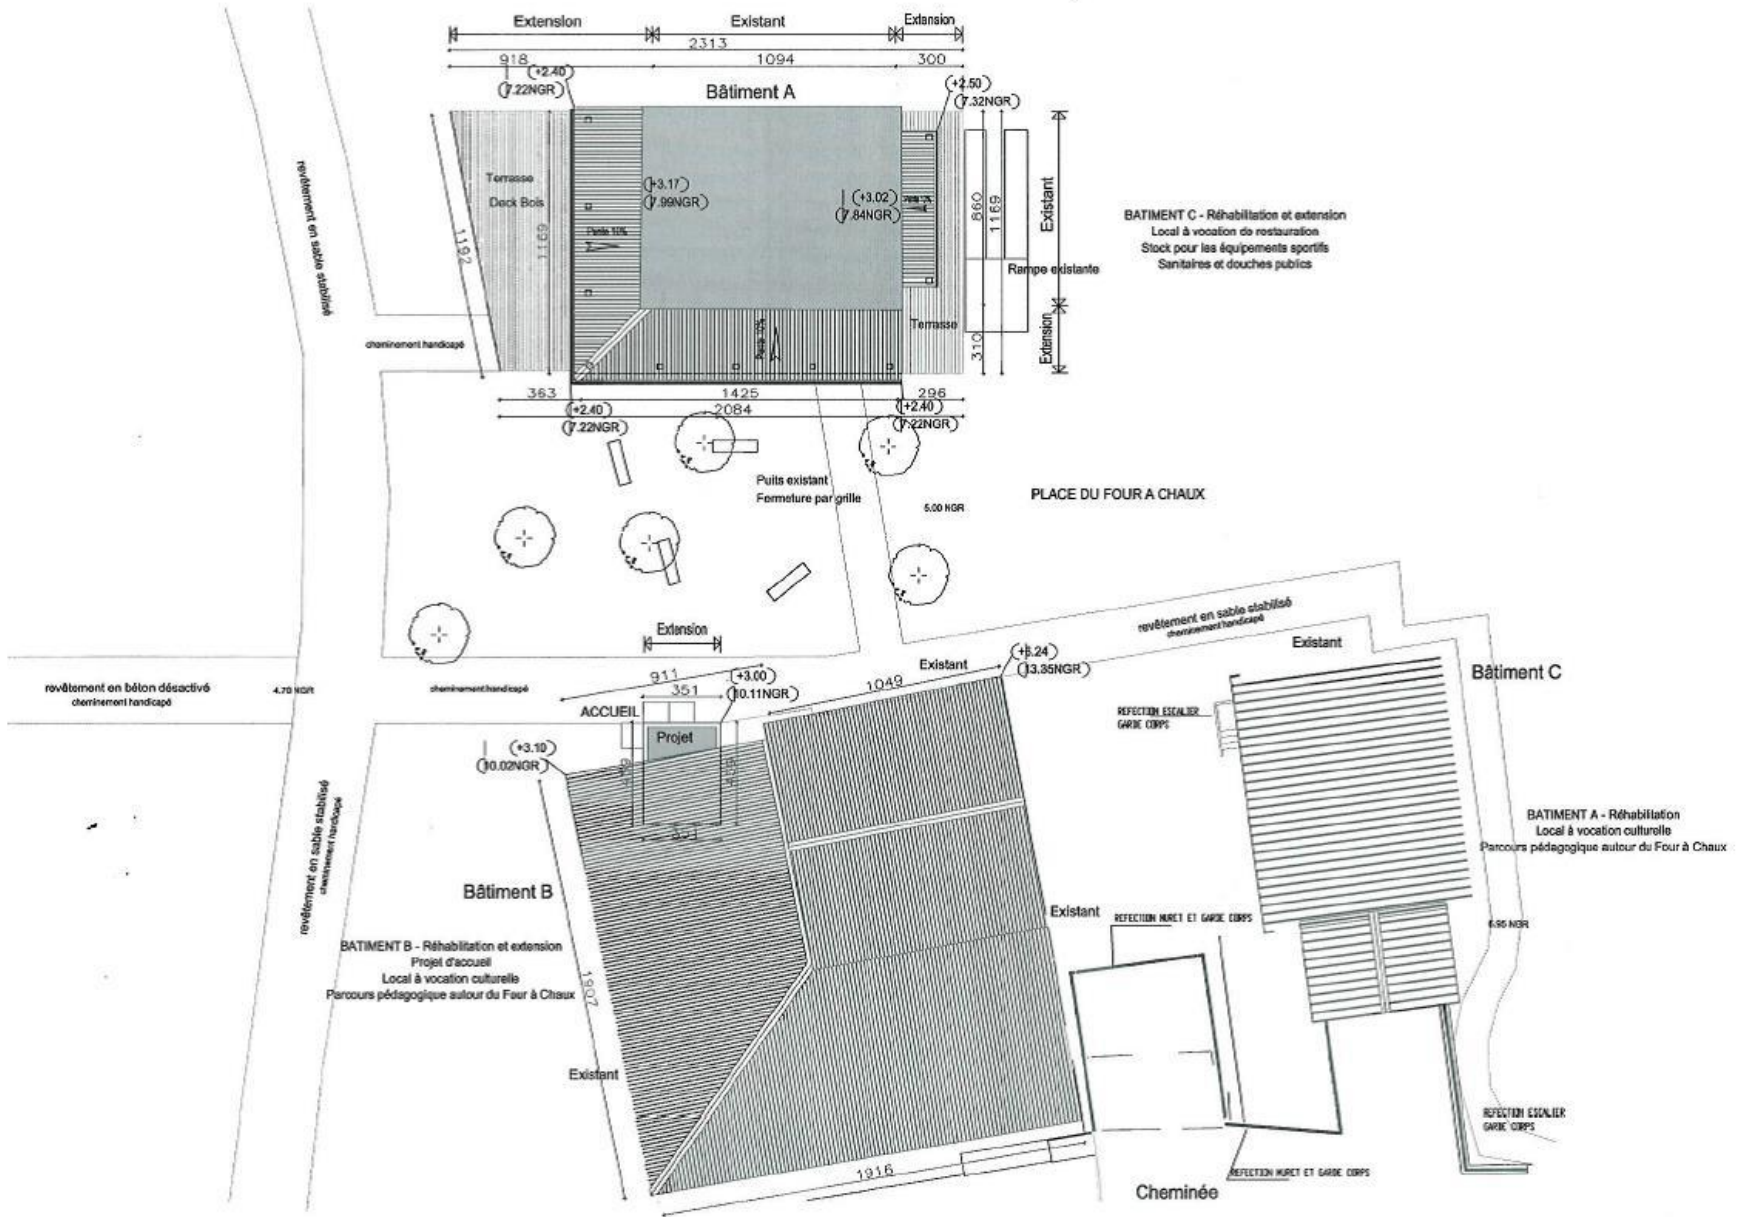 Extension
Existant
Extension
2313
918
1094
300
(+2.40)
(7.22NGR)
Bâtiment A
(+2.50)
(7.32NGR)
revêtement en sable stabilisé
Terrasse
Deck Bois
1192
1169
Pente 10%
(+3.17)
(7.99NGR)
(+3.02)
(7.84NGR)
860
1169
Existant
Rampe existante
BATIMENT C - Réhabilitation et extension
Local à vocation de restauration
Stock pour les équipements sportifs
Sanitaires et douches publics
Pente 10%
Terrasse
310
Extension
cheminement handicapé
363
1425
296
2084
(+2.40)
(7.22NGR)
(+2.40)
(7.22NGR)
Puits existant
Fermeture par grille
5.00 NGR
PLACE DU FOUR A CHAUX
Extension
revêtement en sable stabilisé
cheminement handicapé
revêtement en béton désactivé
cheminement handicapé
4.70 NGR
cheminement handicapé
911
351
(+3.00)
(10.11NGR)
Existant
1049
(+6.24)
(13.35NGR)
Existant
Bâtiment C
ACCUEIL
Projet
(+3.10)
(10.02NGR)
351
REFECTION ESCALIER
GARDE CORPS
revêtement en sable stabilisé
cheminement handicapé
BATIMENT A - Réhabilitation
Local à vocation culturelle
Parcours pédagogique autour du Four à Chaux
Bâtiment B
Existant
REFECTION MURET ET GARDE CORPS
BATIMENT B - Réhabilitation et extension
Projet d'accueil
Local à vocation culturelle
Parcours pédagogique autour du Four à Chaux
1907
Existant
REFECTION ESCALIER
GARDE CORPS
1916
REFECTION MURET ET GARDE CORPS
Cheminée